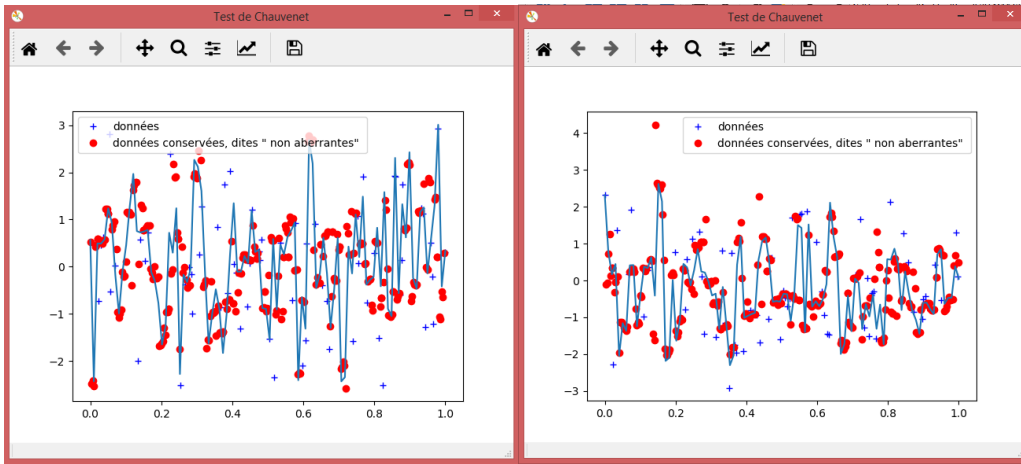 Test de Chauvenet
données
données conservées, dites " non aberrantes"
3
2
1
0
−1
−2
0.0 0.2 0.4 0.6 0.8 1.0
Test de Chauvenet
données
données conservées, dites " non aberrantes"
4
3
2
1
0
−1
−2
−3
0.0 0.2 0.4 0.6 0.8 1.0